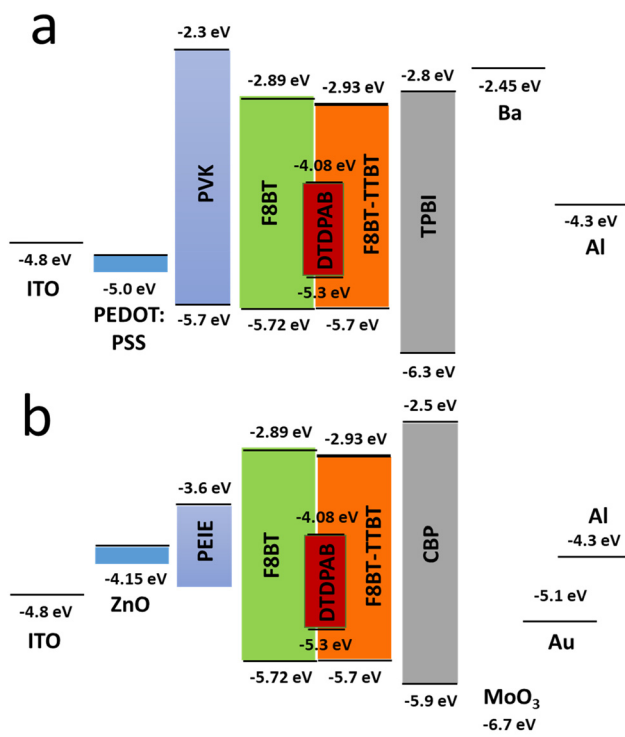 a
-2.3 eV
-2.89 eV
-2.93 eV
-2.8 eV
-2.45 eV
Ba
-4.08 eV
PVK
F8BT
DTDPAB
F8BT-TTBT
TPBI
-4.8 eV
ITO
-5.0 eV
PEDOT:
PSS
-4.3 eV
Al
-5.3 eV
-5.7 eV
-5.72 eV
-5.7 eV
-6.3 eV
b
-2.5 eV
-2.89 eV
-2.93 eV
-3.6 eV
-4.08 eV
PEIE
F8BT
DTDPAB
F8BT-TTBT
CBP
Al
-4.3 eV
-4.15 eV
ZnO
-4.8 eV
ITO
-5.1 eV
Au
-5.3 eV
-5.72 eV
-5.7 eV
-5.9 eV
MoO₃
-6.7 eV